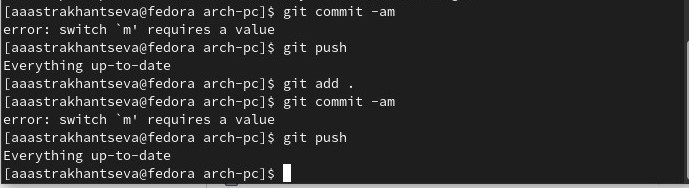 [aaastrakhantseva@fedora arch-pc]$ git commit -am
error: switch `m' requires a value
[aaastrakhantseva@fedora arch-pc]$ git push
Everything up-to-date
[aaastrakhantseva@fedora arch-pc]$ git add .
[aaastrakhantseva@fedora arch-pc]$ git commit -am
error: switch `m' requires a value
[aaastrakhantseva@fedora arch-pc]$ git push
Everything up-to-date
[aaastrakhantseva@fedora arch-pc]$